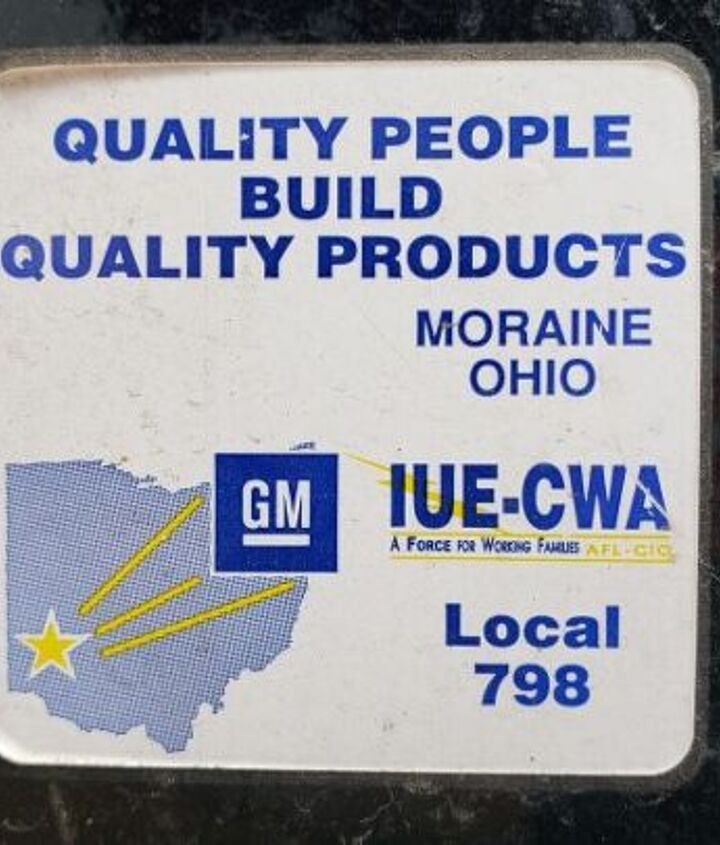 QUALITY PEOPLE
BUILD
QUALITY PRODUCTS
MORAINE
OHIO
GM
IUE-CWA
A FORCE FOR WORKING FAMILIES AFL-CIO
Local
798